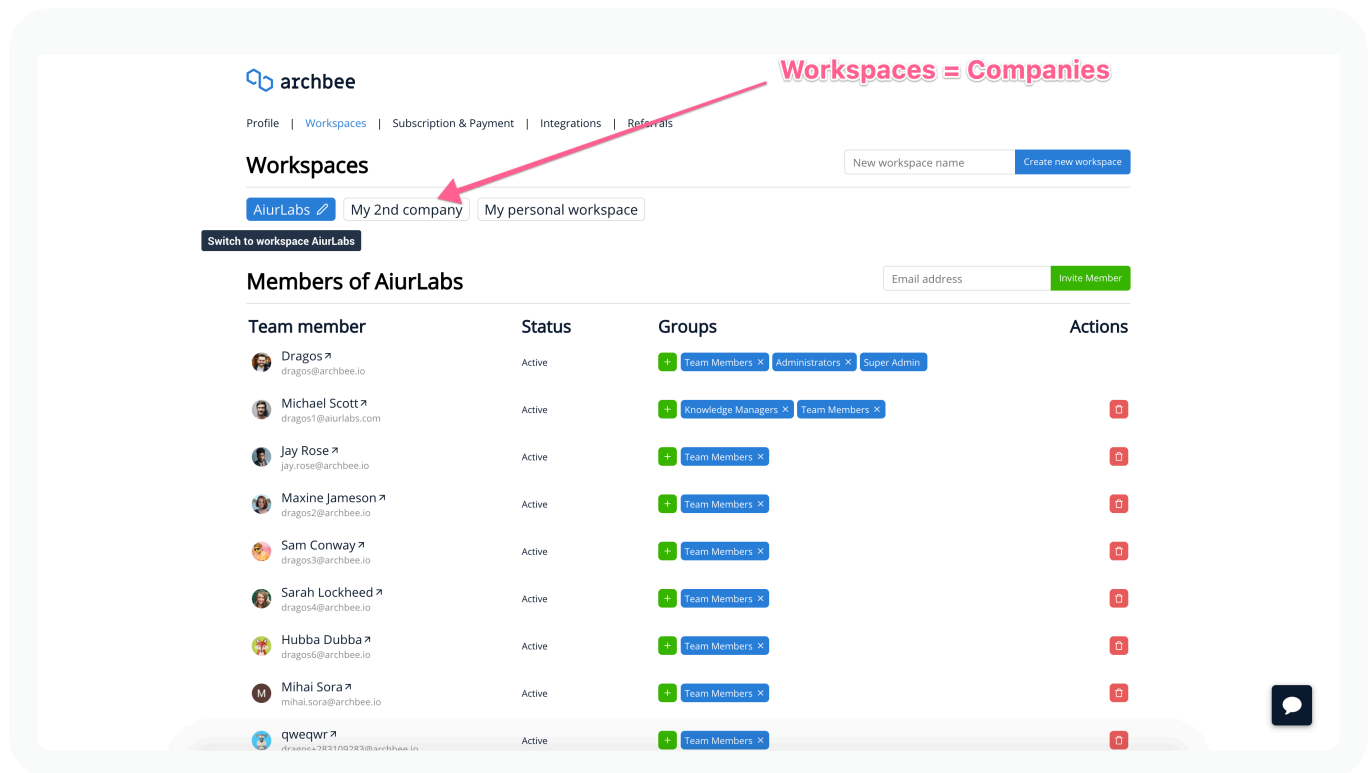 Workspaces = Companies
archbee
Profile | Workspaces | Subscription & Payment | Integrations | Referrals
Workspaces
New workspace name Create new workspace
AiurLabs My 2nd company My personal workspace
Switch to workspace AiurLabs
Members of AiurLabs
Email address Invite Member
Team member Status Groups Actions
Dragos
dragos@archbee.io
Active + Team Members × Administrators × Super Admin
Michael Scott
dragos1@aiurlabs.com
Active + Knowledge Managers × Team Members ×
Jay Rose
jay.rose@archbee.io
Active + Team Members ×
Maxine Jameson
dragos2@archbee.io
Active + Team Members ×
Sam Conway
dragos3@archbee.io
Active + Team Members ×
Sarah Lockheed
dragos4@archbee.io
Active + Team Members ×
Hubba Dubba
dragos6@archbee.io
Active + Team Members ×
M
Mihai Sora
mihai.sora@archbee.io
Active + Team Members ×
qweqwr
dragos+283109283@archbee.io
Active + Team Members ×